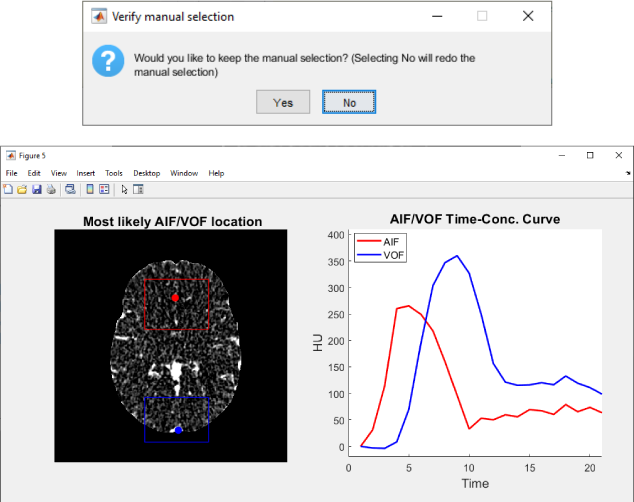 Verify manual selection
Would you like to keep the manual selection? (Selecting No will redo the
manual selection)
Yes No
Figure 5
File Edit View Insert Tools Desktop Window Help
Most likely AIF/VOF location
AIF/VOF Time-Conc. Curve
AIF
VOF
HU
400
350
300
250
200
150
100
50
0
0 5 10 15 20
Time